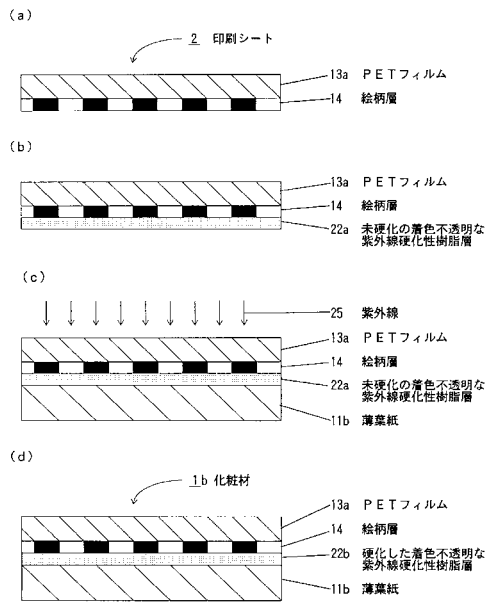 (a)
2 印刷シート
13a PETフィルム
14 絵柄層
(b)
13a PETフィルム
14 絵柄層
22a 未硬化の着色不透明な
紫外線硬化性樹脂層
(c)
25 紫外線
13a PETフィルム
14 絵柄層
22a 未硬化の着色不透明な
紫外線硬化性樹脂層
11b 薄葉紙
(d)
1b 化粧材
13a PETフィルム
14 絵柄層
22b 硬化した着色不透明な
紫外線硬化性樹脂層
11b 薄葉紙